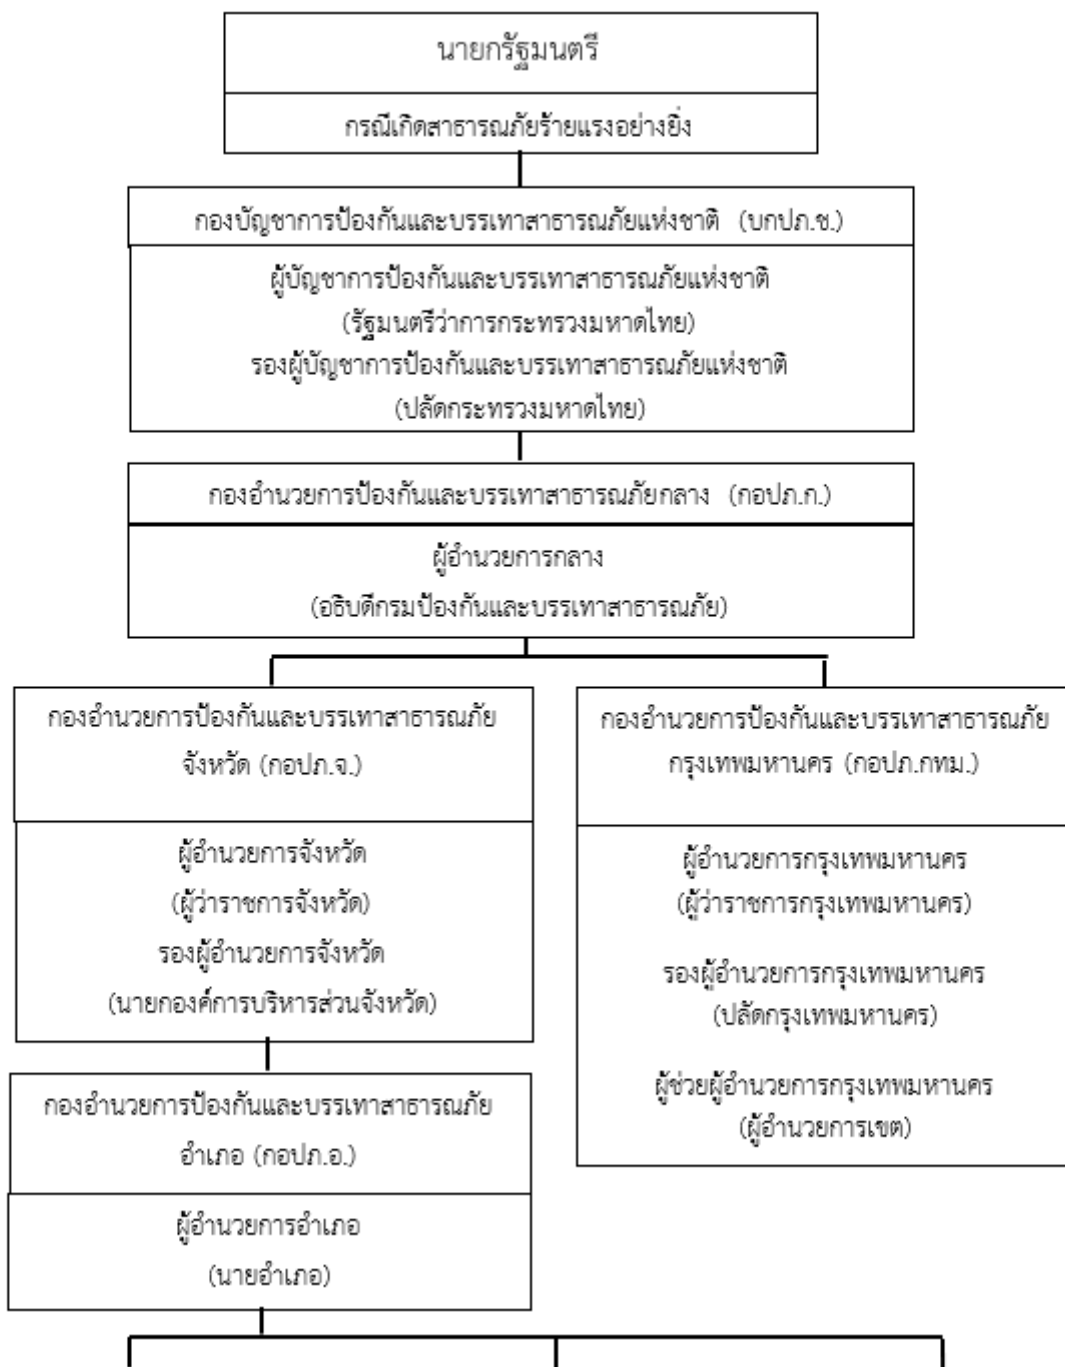 นายกรัฐมนตรี
กรณีเกิดสาธารณภัยร้ายแรงอย่างยิ่ง
กองบัญชาการป้องกันและบรรเทาสาธารณภัยแห่งชาติ (บกปภ.ช.)
ผู้บัญชาการป้องกันและบรรเทาสาธารณภัยแห่งชาติ
(รัฐมนตรีว่าการกระทรวงมหาดไทย)
รองผู้บัญชาการป้องกันและบรรเทาสาธารณภัยแห่งชาติ
(ปลัดกระทรวงมหาดไทย)
กองอำนวยการป้องกันและบรรเทาสาธารณภัยกลาง (กอปภ.ก.)
ผู้อำนวยการกลาง
(อธิบดีกรมป้องกันและบรรเทาสาธารณภัย)
กองอำนวยการป้องกันและบรรเทาสาธารณภัย
จังหวัด (กอปภ.จ.)
ผู้อำนวยการจังหวัด
(ผู้ว่าราชการจังหวัด)
รองผู้อำนวยการจังหวัด
(นายกองค์การบริหารส่วนจังหวัด)
กองอำนวยการป้องกันและบรรเทาสาธารณภัย
กรุงเทพมหานคร (กอปภ.กทม.)
ผู้อำนวยการกรุงเทพมหานคร
(ผู้ว่าราชการกรุงเทพมหานคร)
รองผู้อำนวยการกรุงเทพมหานคร
(ปลัดกรุงเทพมหานคร)
ผู้ช่วยผู้อำนวยการกรุงเทพมหานคร
(ผู้อำนวยการเขต)
กองอำนวยการป้องกันและบรรเทาสาธารณภัย
อำเภอ (กอปภ.อ.)
ผู้อำนวยการอำเภอ
(นายอำเภอ)